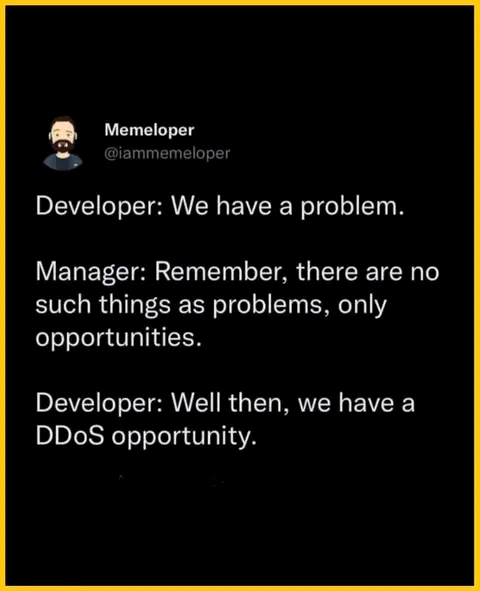 Memeloper
@iammemeloper
Developer: We have a problem.
Manager: Remember, there are no
such things as problems, only
opportunities.
Developer: Well then, we have a
DDoS opportunity.